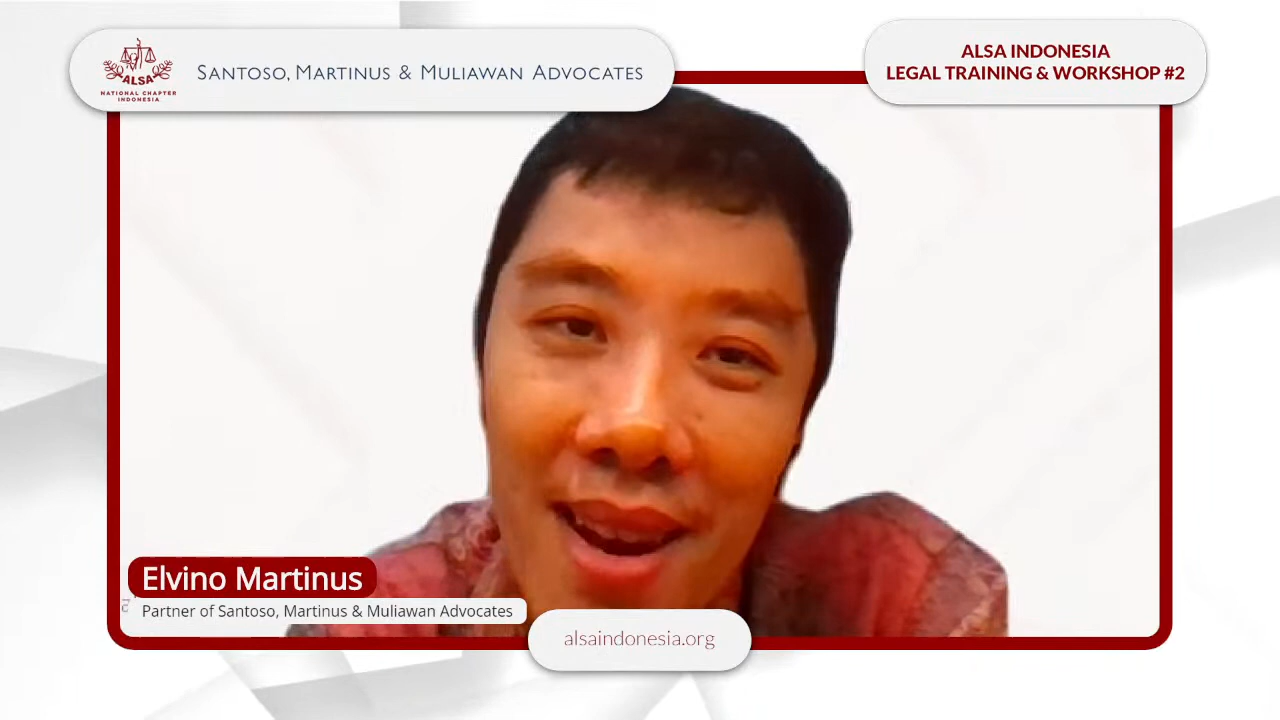 ALSA
NATIONAL CHAPTER
INDONESIA
SANTOSO, MARTINUS & MULIAWAN ADVOCATES
ALSA INDONESIA
LEGAL TRAINING & WORKSHOP #2
Elvino Martinus
Partner of Santoso, Martinus & Muliawan Advocates
alsaindonesia.org